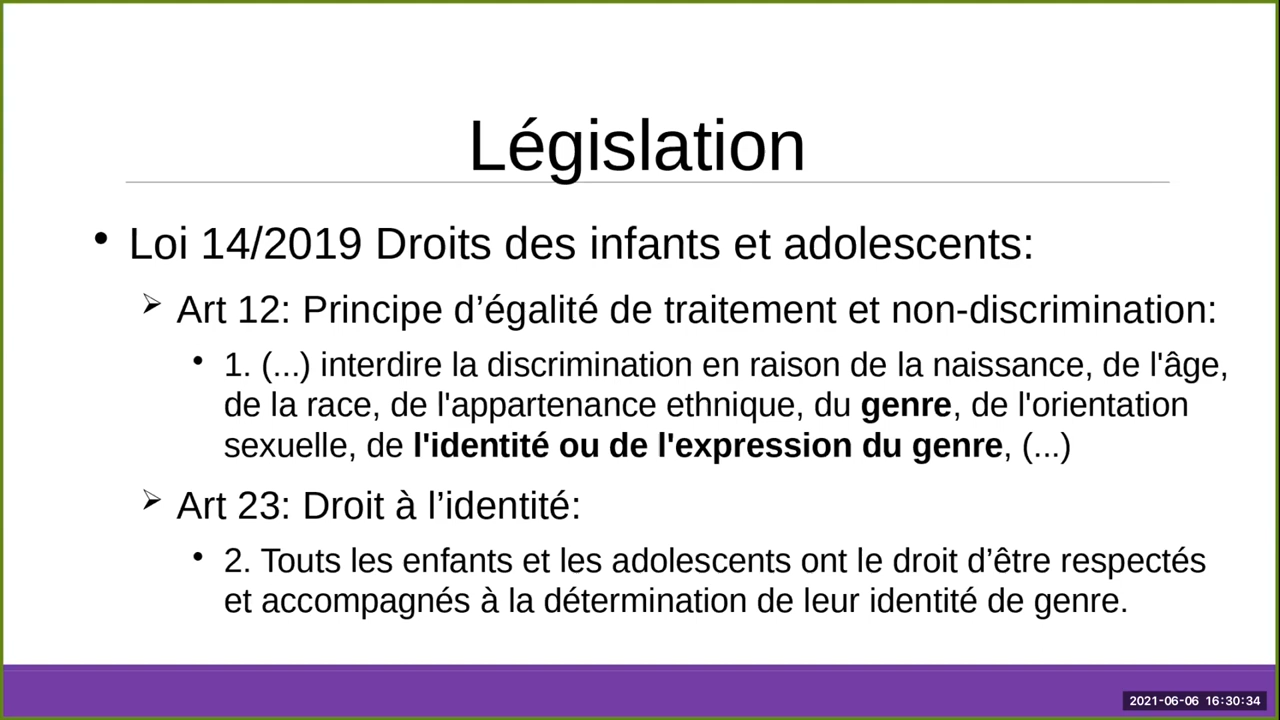 Législation
• Loi 14/2019 Droits des infants et adolescents:
➢ Art 12: Principe d’égalité de traitement et non-discrimination:
• 1. (...) interdire la discrimination en raison de la naissance, de l'âge,
de la race, de l'appartenance ethnique, du genre, de l'orientation
sexuelle, de l'identité ou de l'expression du genre, (...)
➢ Art 23: Droit à l’identité:
• 2. Touts les enfants et les adolescents ont le droit d’être respectés
et accompagnés à la détermination de leur identité de genre.
2021-06-06 16:30:34